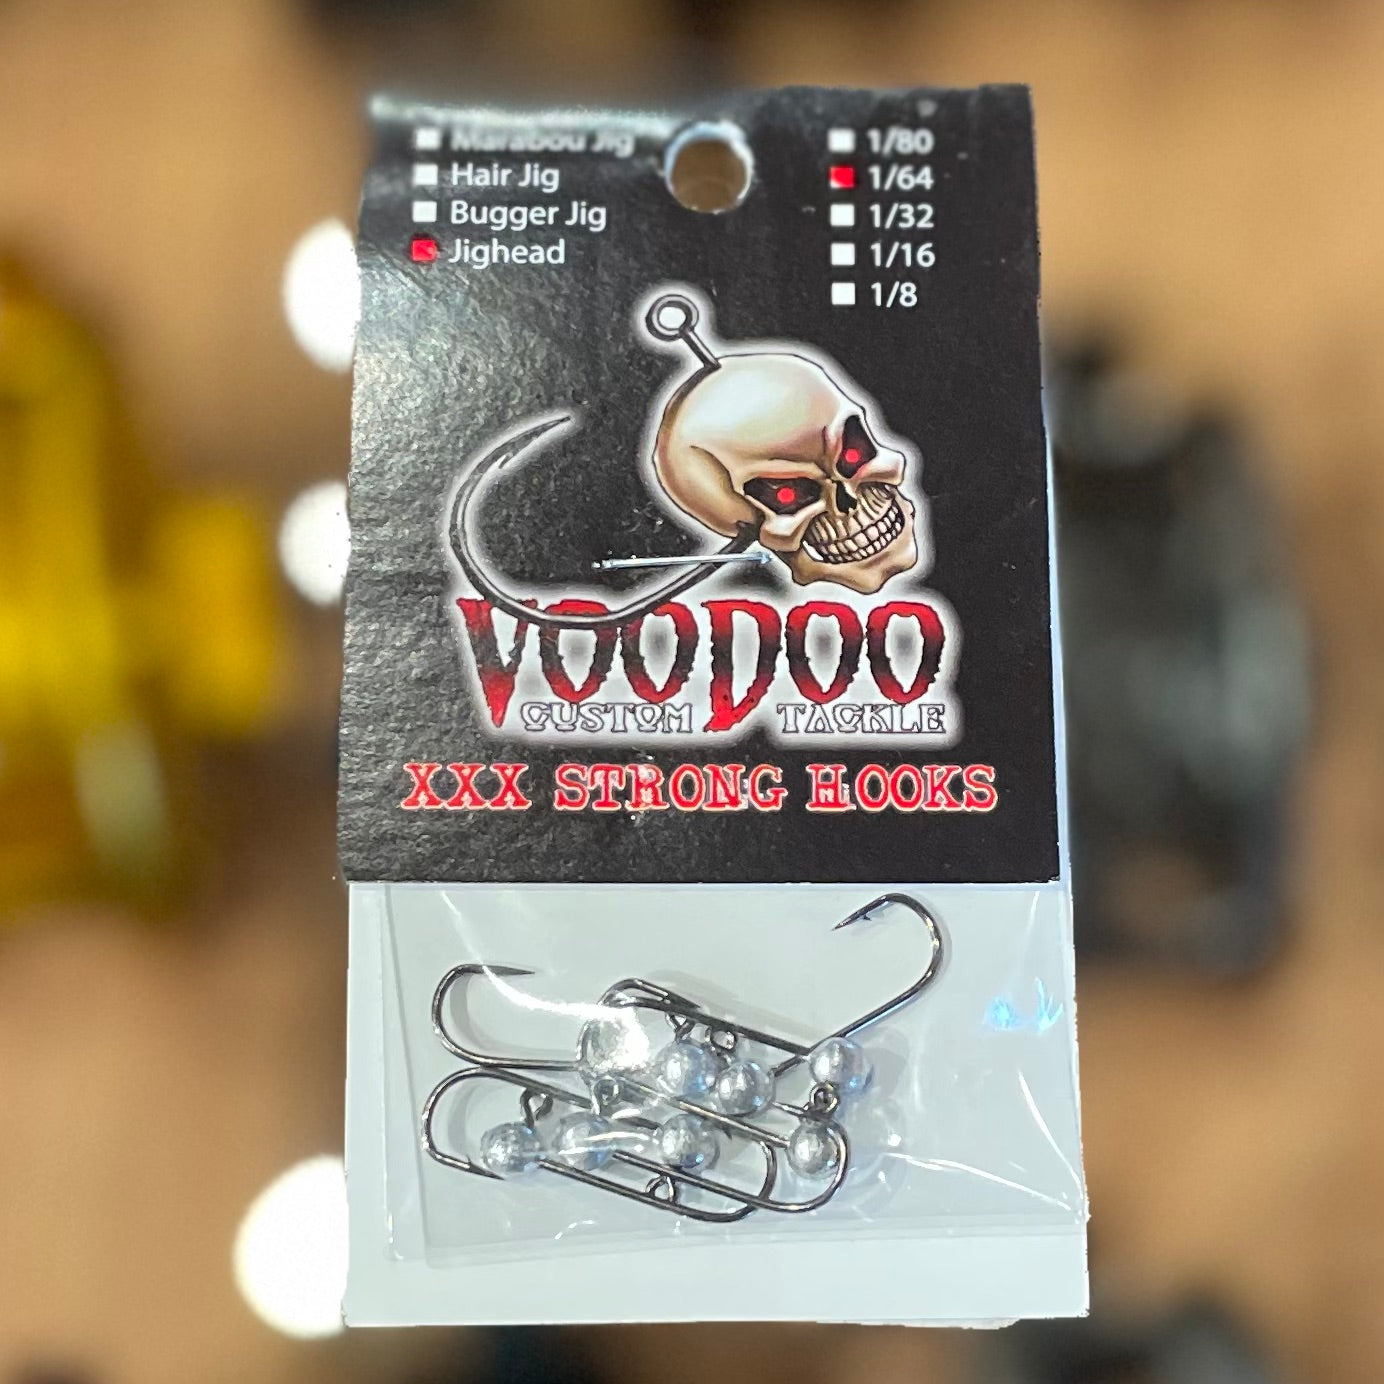 Marabou Jig
Hair Jig
Bugger Jig
Jighead
1/80
1/64
1/32
1/16
1/8
VOODOO
CUSTOM TACKLE
XXX STRONG HOOKS